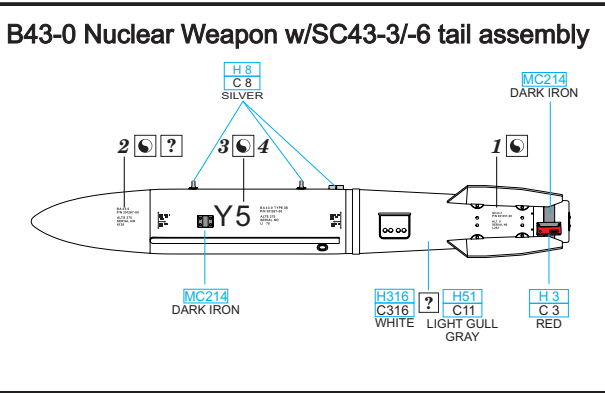 B43-0 Nuclear Weapon w/SC43-3/-6 tail assembly
H 8
C 8
SILVER
MC214
DARK IRON
2 ?
3 4
1
Y5
MC214
DARK IRON
H316
C316
WHITE
?
H51
C11
LIGHT GULL
GRAY
H 3
C 3
RED